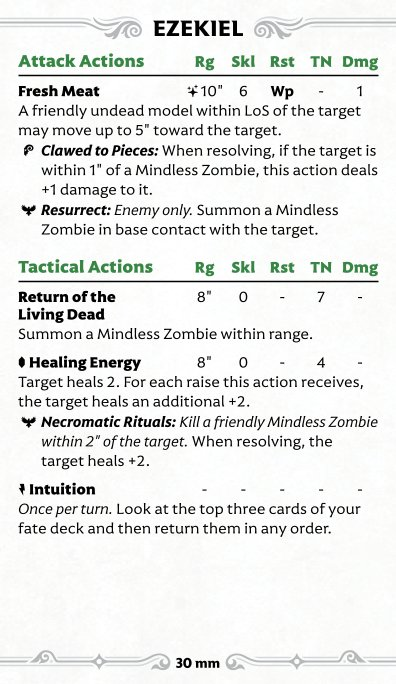 EZEKIEL
Attack Actions Rg Skl Rst TN Dmg
Fresh Meat 10" 6 Wp - 1
A friendly undead model within LoS of the target
may move up to 5" toward the target.
Clawed to Pieces: When resolving, if the target is
within 1" of a Mindless Zombie, this action deals
+1 damage to it.
Resurrect: Enemy only. Summon a Mindless
Zombie in base contact with the target.
Tactical Actions Rg Skl Rst TN Dmg
Return of the 8" 0 - 7 -
Living Dead
Summon a Mindless Zombie within range.
Healing Energy 8" 0 - 4 -
Target heals 2. For each raise this action receives,
the target heals an additional +2.
Necromatic Rituals: Kill a friendly Mindless Zombie
within 2" of the target. When resolving, the
target heals +2.
Intuition - - - - -
Once per turn. Look at the top three cards of your
fate deck and then return them in any order.
30 mm